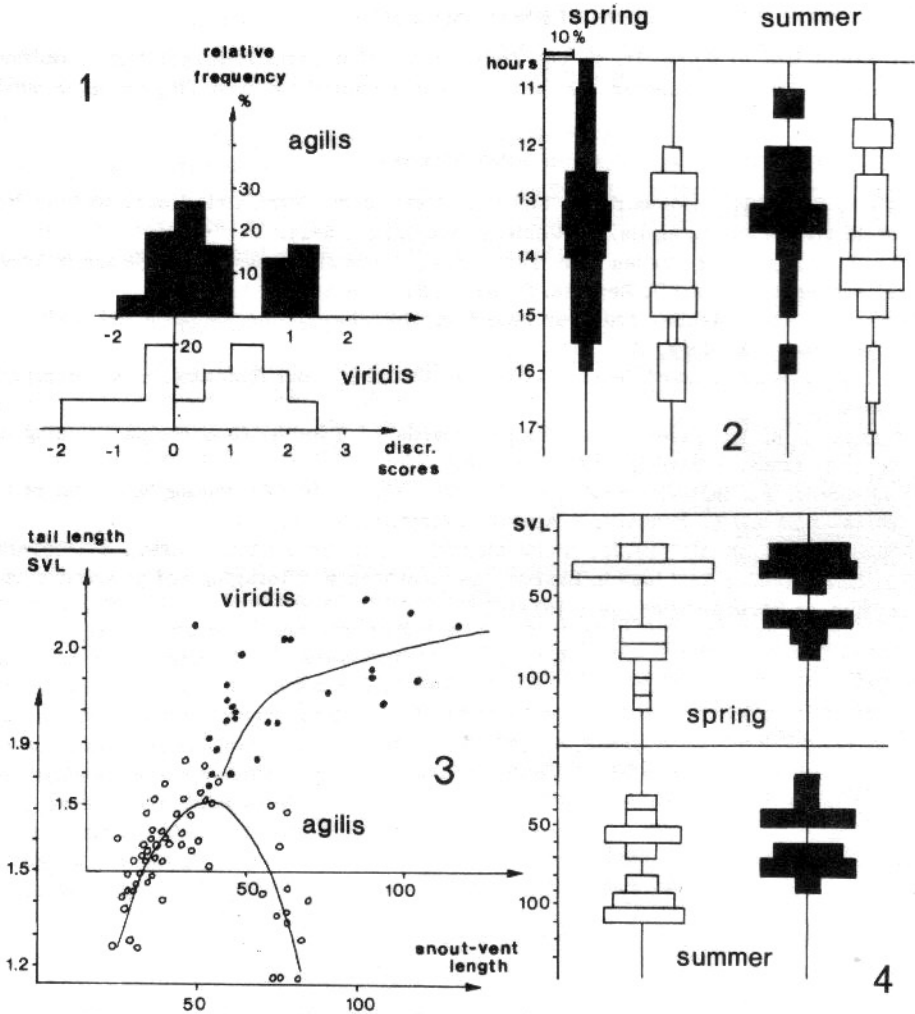 1
relative
frequency
%
agilis
30
20
10
-2
1
2
20
viridis
-2
-1
0
1
2
3
discr.
scores
spring
summer
10%
hours
11
12
13
14
15
16
17
2
tail length
SVL
viridis
2.0
1.9
1.5
3
agilis
1.5
50
100
1.2
snout-vent
length
50
100
SVL
50
100
spring
50
100
summer
4